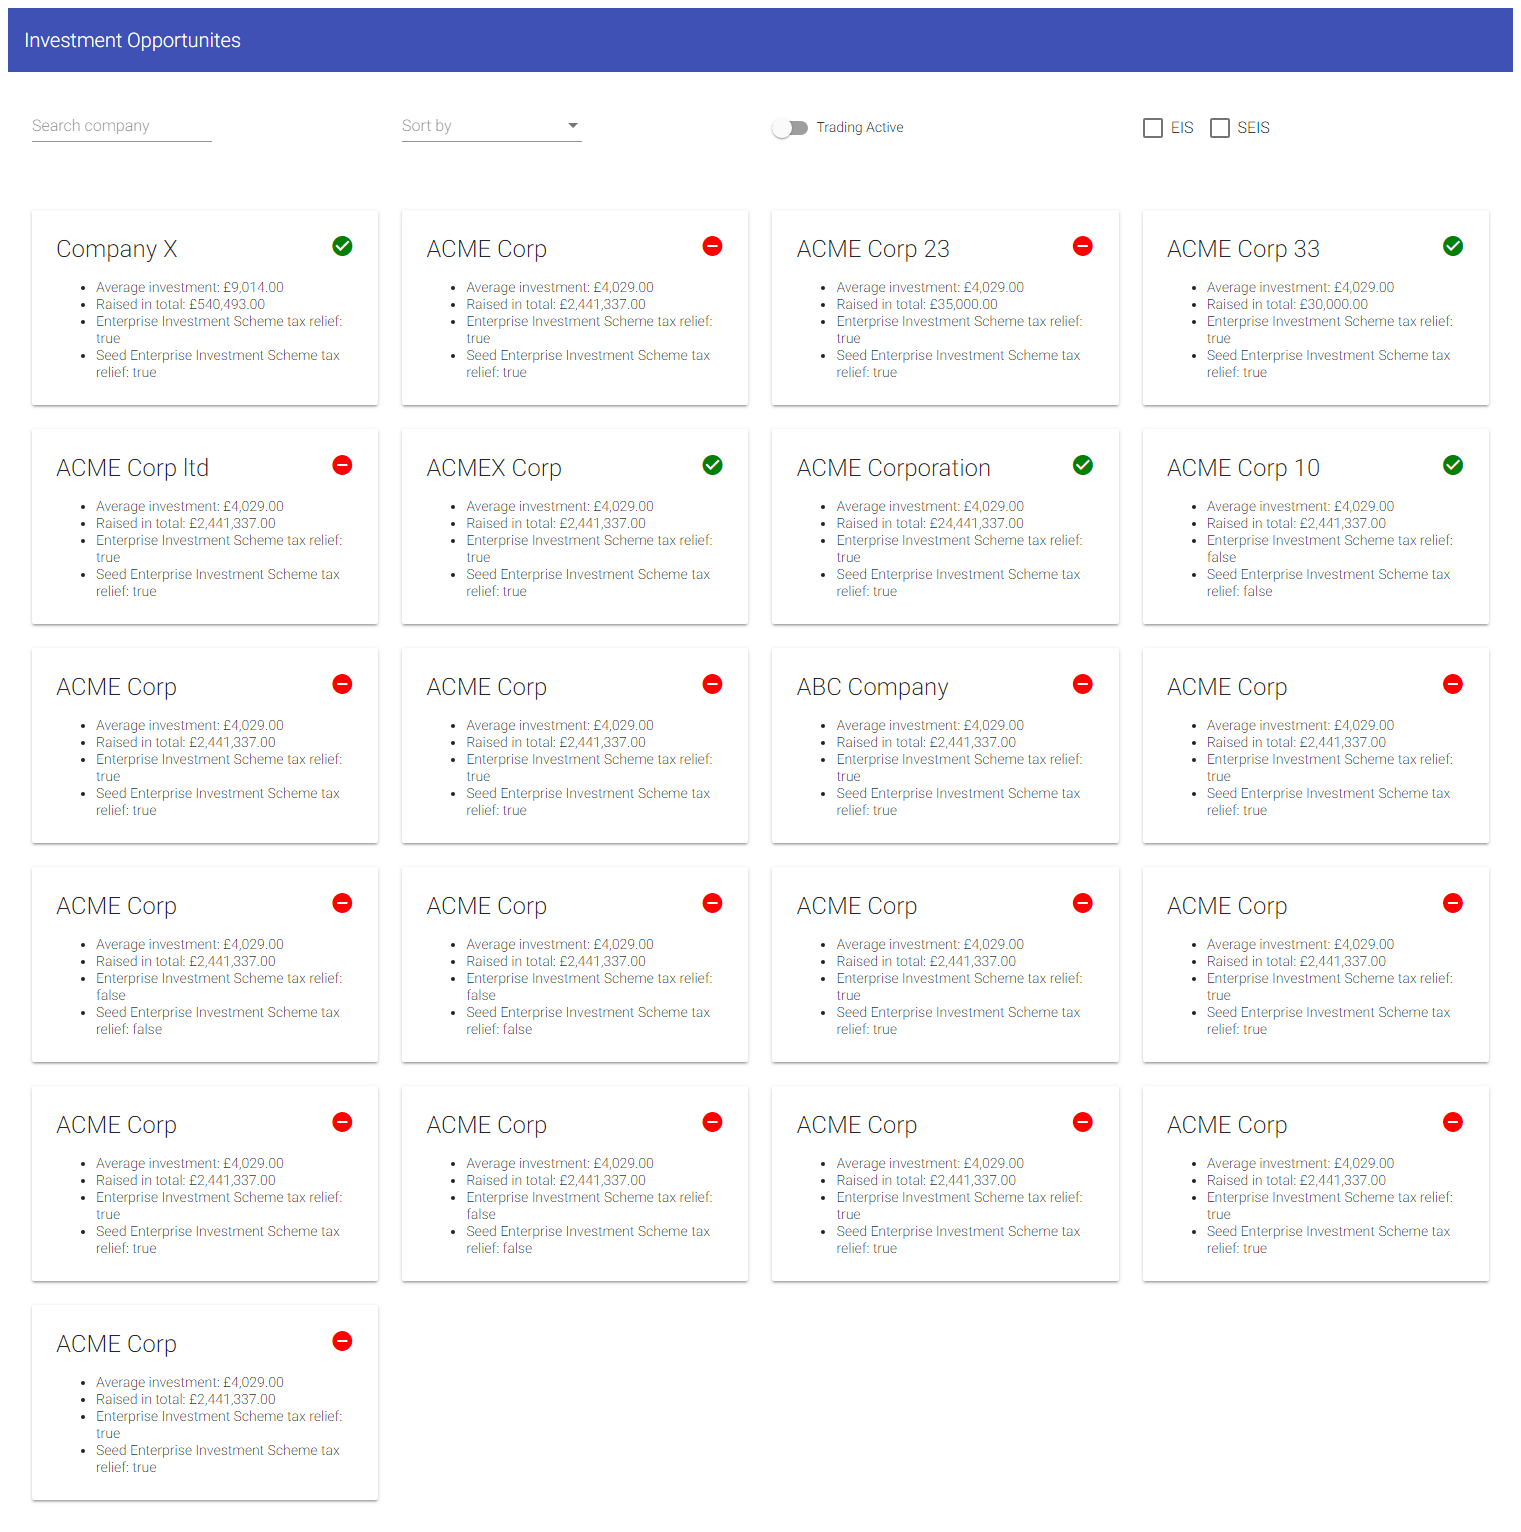 Investment Opportunites
Search company
Sort by
Trading Active
EIS
SEIS
Company X
Average investment: £9,014.00
Raised in total: £540,493.00
Enterprise Investment Scheme tax relief:
true
Seed Enterprise Investment Scheme tax
relief: true
ACME Corp
Average investment: £4,029.00
Raised in total: £2,441,337.00
Enterprise Investment Scheme tax relief:
true
Seed Enterprise Investment Scheme tax
relief: true
ACME Corp 23
Average investment: £4,029.00
Raised in total: £35,000.00
Enterprise Investment Scheme tax relief:
true
Seed Enterprise Investment Scheme tax
relief: true
ACME Corp 33
Average investment: £4,029.00
Raised in total: £30,000.00
Enterprise Investment Scheme tax relief:
true
Seed Enterprise Investment Scheme tax
relief: true
ACME Corp ltd
Average investment: £4,029.00
Raised in total: £2,441,337.00
Enterprise Investment Scheme tax relief:
true
Seed Enterprise Investment Scheme tax
relief: true
ACMEX Corp
Average investment: £4,029.00
Raised in total: £2,441,337.00
Enterprise Investment Scheme tax relief:
true
Seed Enterprise Investment Scheme tax
relief: true
ACME Corporation
Average investment: £4,029.00
Raised in total: £24,441,337.00
Enterprise Investment Scheme tax relief:
true
Seed Enterprise Investment Scheme tax
relief: true
ACME Corp 10
Average investment: £4,029.00
Raised in total: £2,441,337.00
Enterprise Investment Scheme tax relief:
false
Seed Enterprise Investment Scheme tax
relief: false
ACME Corp
Average investment: £4,029.00
Raised in total: £2,441,337.00
Enterprise Investment Scheme tax relief:
true
Seed Enterprise Investment Scheme tax
relief: true
ACME Corp
Average investment: £4,029.00
Raised in total: £2,441,337.00
Enterprise Investment Scheme tax relief:
true
Seed Enterprise Investment Scheme tax
relief: true
ABC Company
Average investment: £4,029.00
Raised in total: £2,441,337.00
Enterprise Investment Scheme tax relief:
true
Seed Enterprise Investment Scheme tax
relief: true
ACME Corp
Average investment: £4,029.00
Raised in total: £2,441,337.00
Enterprise Investment Scheme tax relief:
true
Seed Enterprise Investment Scheme tax
relief: true
ACME Corp
Average investment: £4,029.00
Raised in total: £2,441,337.00
Enterprise Investment Scheme tax relief:
false
Seed Enterprise Investment Scheme tax
relief: false
ACME Corp
Average investment: £4,029.00
Raised in total: £2,441,337.00
Enterprise Investment Scheme tax relief:
false
Seed Enterprise Investment Scheme tax
relief: false
ACME Corp
Average investment: £4,029.00
Raised in total: £2,441,337.00
Enterprise Investment Scheme tax relief:
true
Seed Enterprise Investment Scheme tax
relief: true
ACME Corp
Average investment: £4,029.00
Raised in total: £2,441,337.00
Enterprise Investment Scheme tax relief:
true
Seed Enterprise Investment Scheme tax
relief: true
ACME Corp
Average investment: £4,029.00
Raised in total: £2,441,337.00
Enterprise Investment Scheme tax relief:
true
Seed Enterprise Investment Scheme tax
relief: true
ACME Corp
Average investment: £4,029.00
Raised in total: £2,441,337.00
Enterprise Investment Scheme tax relief:
false
Seed Enterprise Investment Scheme tax
relief: false
ACME Corp
Average investment: £4,029.00
Raised in total: £2,441,337.00
Enterprise Investment Scheme tax relief:
true
Seed Enterprise Investment Scheme tax
relief: true
ACME Corp
Average investment: £4,029.00
Raised in total: £2,441,337.00
Enterprise Investment Scheme tax relief:
true
Seed Enterprise Investment Scheme tax
relief: true
ACME Corp
Average investment: £4,029.00
Raised in total: £2,441,337.00
Enterprise Investment Scheme tax relief:
true
Seed Enterprise Investment Scheme tax
relief: true